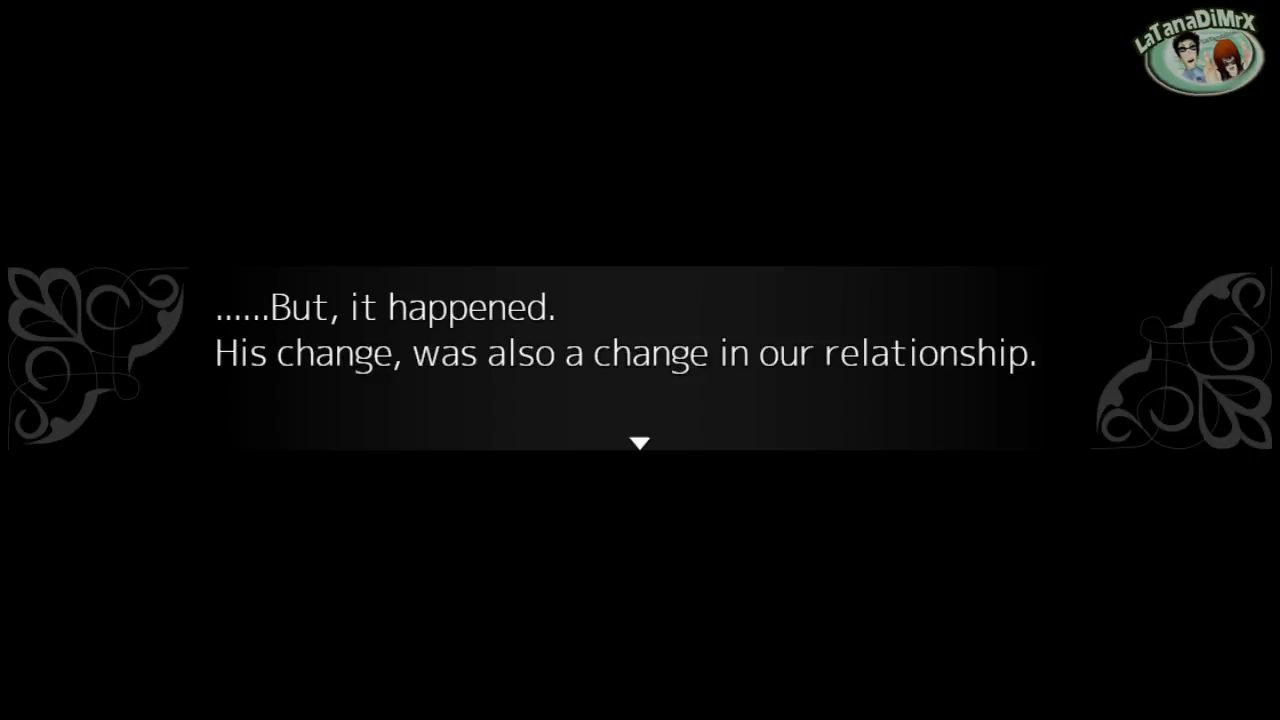 LaTanaDiMrX
......But, it happened.
His change, was also a change in our relationship.